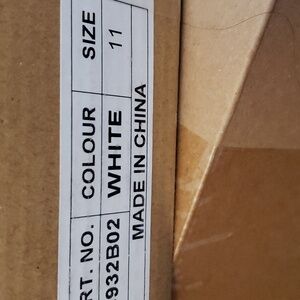 RT. NO. COLOUR SIZE
932B02 WHITE 11
MADE IN CHINA